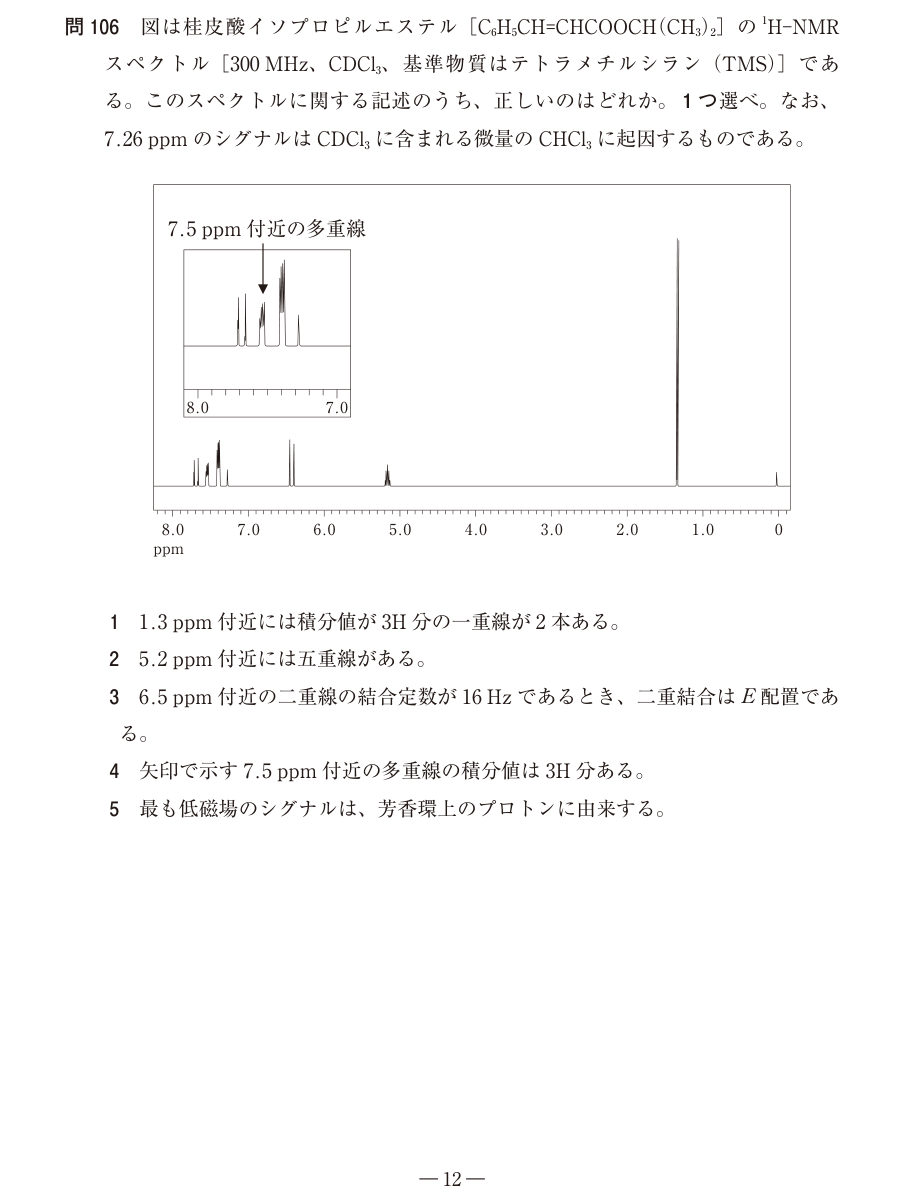 問 106　図は桂皮酸イソプロピルエステル［C₆H₅CH=CHCOOCH(CH₃)₂］の ¹H-NMR
スペクトル［300 MHz、CDCl₃、基準物質はテトラメチルシラン（TMS）］であ
る。このスペクトルに関する記述のうち、正しいのはどれか。1つ選べ。なお、
7.26 ppm のシグナルは CDCl₃ に含まれる微量の CHCl₃ に起因するものである。
7.5 ppm 付近の多重線
8.0 7.0
8.0 7.0 6.0 5.0 4.0 3.0 2.0 1.0 0
ppm
1　1.3 ppm 付近には積分値が 3H 分の一重線が 2 本ある。
2　5.2 ppm 付近には五重線がある。
3　6.5 ppm 付近の二重線の結合定数が 16 Hz であるとき、二重結合は E 配置であ
る。
4　矢印で示す 7.5 ppm 付近の多重線の積分値は 3H 分ある。
5　最も低磁場のシグナルは、芳香環上のプロトンに由来する。
― 12 ―